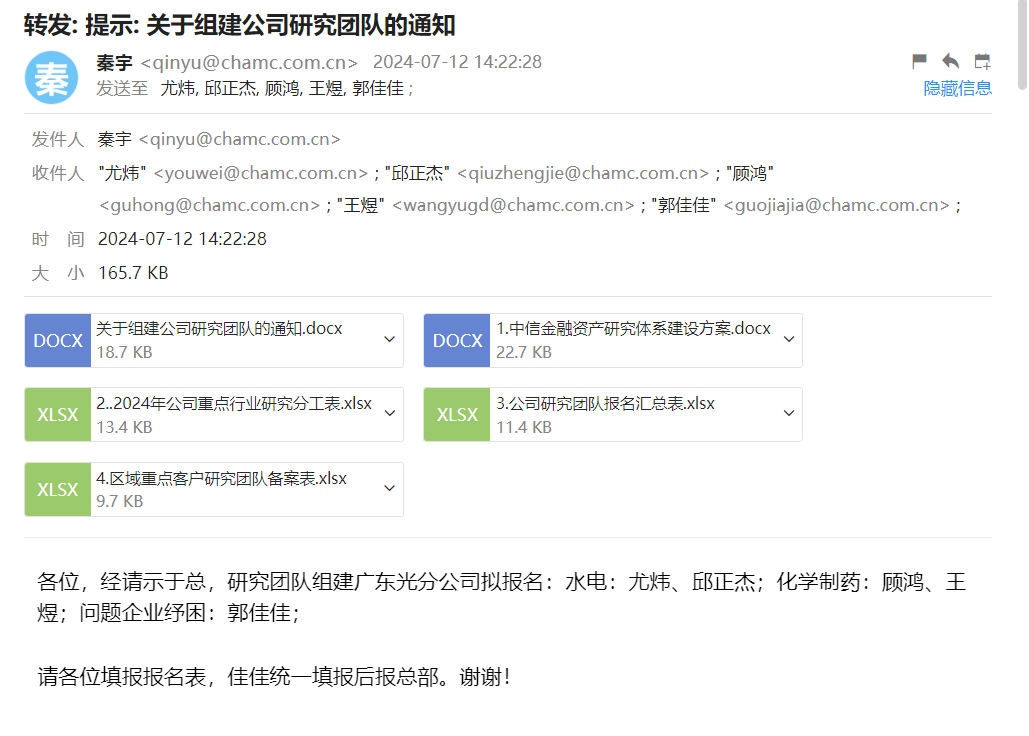 转发: 提示: 关于组建公司研究团队的通知
秦
秦宇 <qinyu@chamc.com.cn> 2024-07-12 14:22:28
发送至 尤炜, 邱正杰, 顾鸿, 王煜, 郭佳佳 ;
隐藏信息
发件人 秦宇 <qinyu@chamc.com.cn>
收件人 "尤炜" <youwei@chamc.com.cn> ; "邱正杰" <qiuzhengjie@chamc.com.cn> ; "顾鸿"
<guhong@chamc.com.cn> ; "王煜" <wangyugd@chamc.com.cn> ; "郭佳佳" <guojiajia@chamc.com.cn> ;
时 间 2024-07-12 14:22:28
大 小 165.7 KB
DOCX 关于组建公司研究团队的通知.docx
18.7 KB
DOCX 1.中信金融资产研究体系建设方案.docx
22.7 KB
XLSX 2..2024年公司重点行业研究分工表.xlsx
13.4 KB
XLSX 3.公司研究团队报名汇总表.xlsx
11.4 KB
XLSX 4.区域重点客户研究团队备案表.xlsx
9.7 KB
各位，经请示于总，研究团队组建广东光分公司拟报名：水电：尤炜、邱正杰；化学制药：顾鸿、王
煜；问题企业纾困：郭佳佳；
请各位填报报名表，佳佳统一填报后报总部。谢谢！